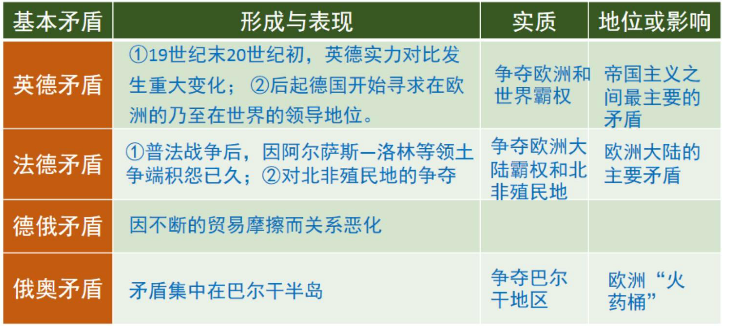 基本矛盾 形成与表现 实质 地位或影响
英德矛盾
①19世纪末20世纪初，英德实力对比发
生重大变化； ②后起德国开始寻求在欧
洲的乃至在世界的领导地位。
争夺欧洲和
世界霸权
帝国主义之
间最主要的
矛盾
法德矛盾
①普法战争后，因阿尔萨斯—洛林等领土
争端积怨已久；②对北非殖民地的争夺
争夺欧洲大
陆霸权和北
非殖民地
欧洲大陆的
主要矛盾
德俄矛盾
因不断的贸易摩擦而关系恶化
俄奥矛盾
矛盾集中在巴尔干半岛
争夺巴尔
干地区
欧洲“火
药桶”